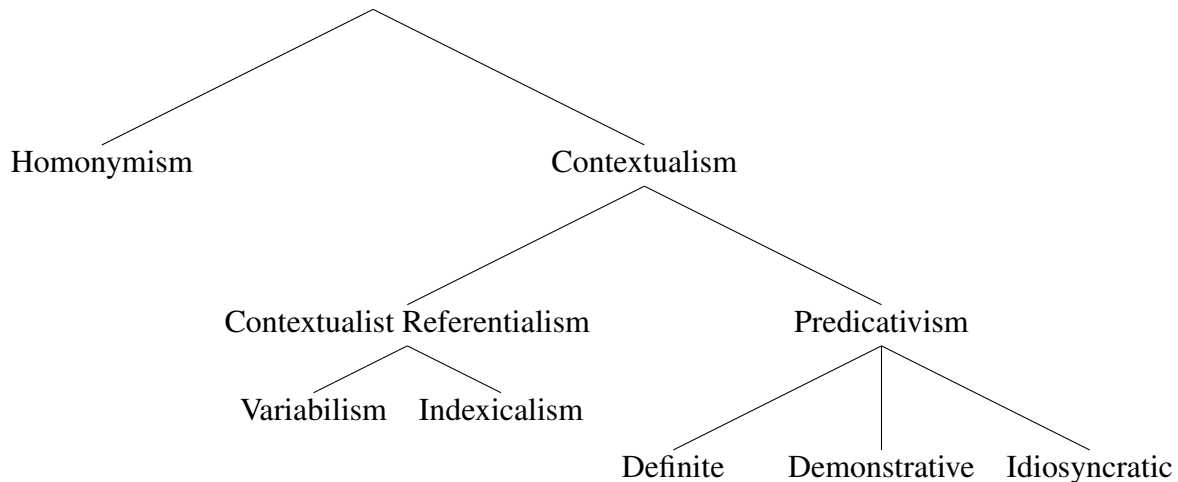 Homonymism Contextualism
Contextualist Referentialism Predicativism
Variabilism Indexicalism
Definite Demonstrative Idiosyncratic